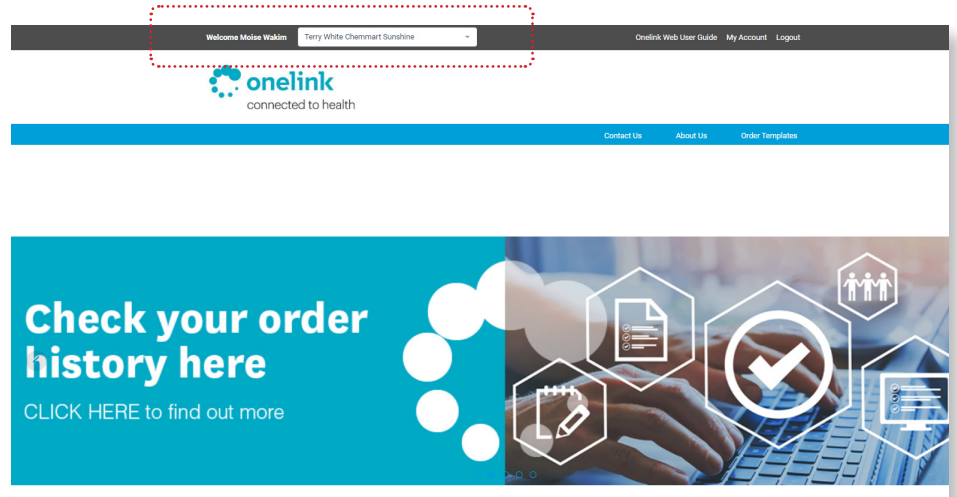 Welcome Moise Wakim Terry White Chemmart Sunshine Onelink Web User Guide My Account Logout
onelink
connected to health
Contact Us About Us Order Templates
Check your order
history here
CLICK HERE to find out more